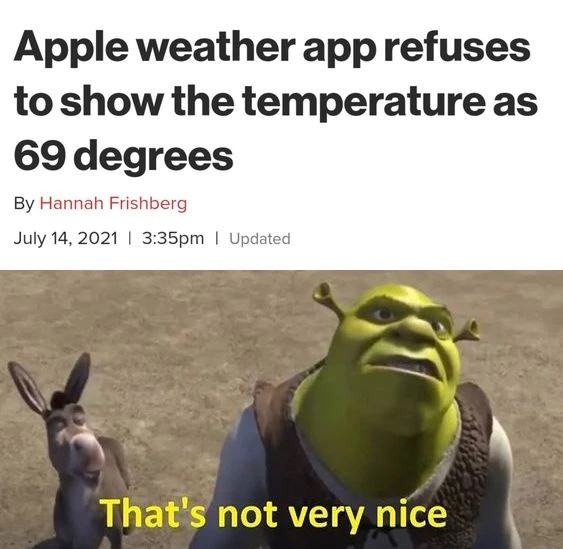 Apple weather app refuses
to show the temperature as
69 degrees
By Hannah Frishberg
July 14, 2021 | 3:35pm | Updated
That's not very nice